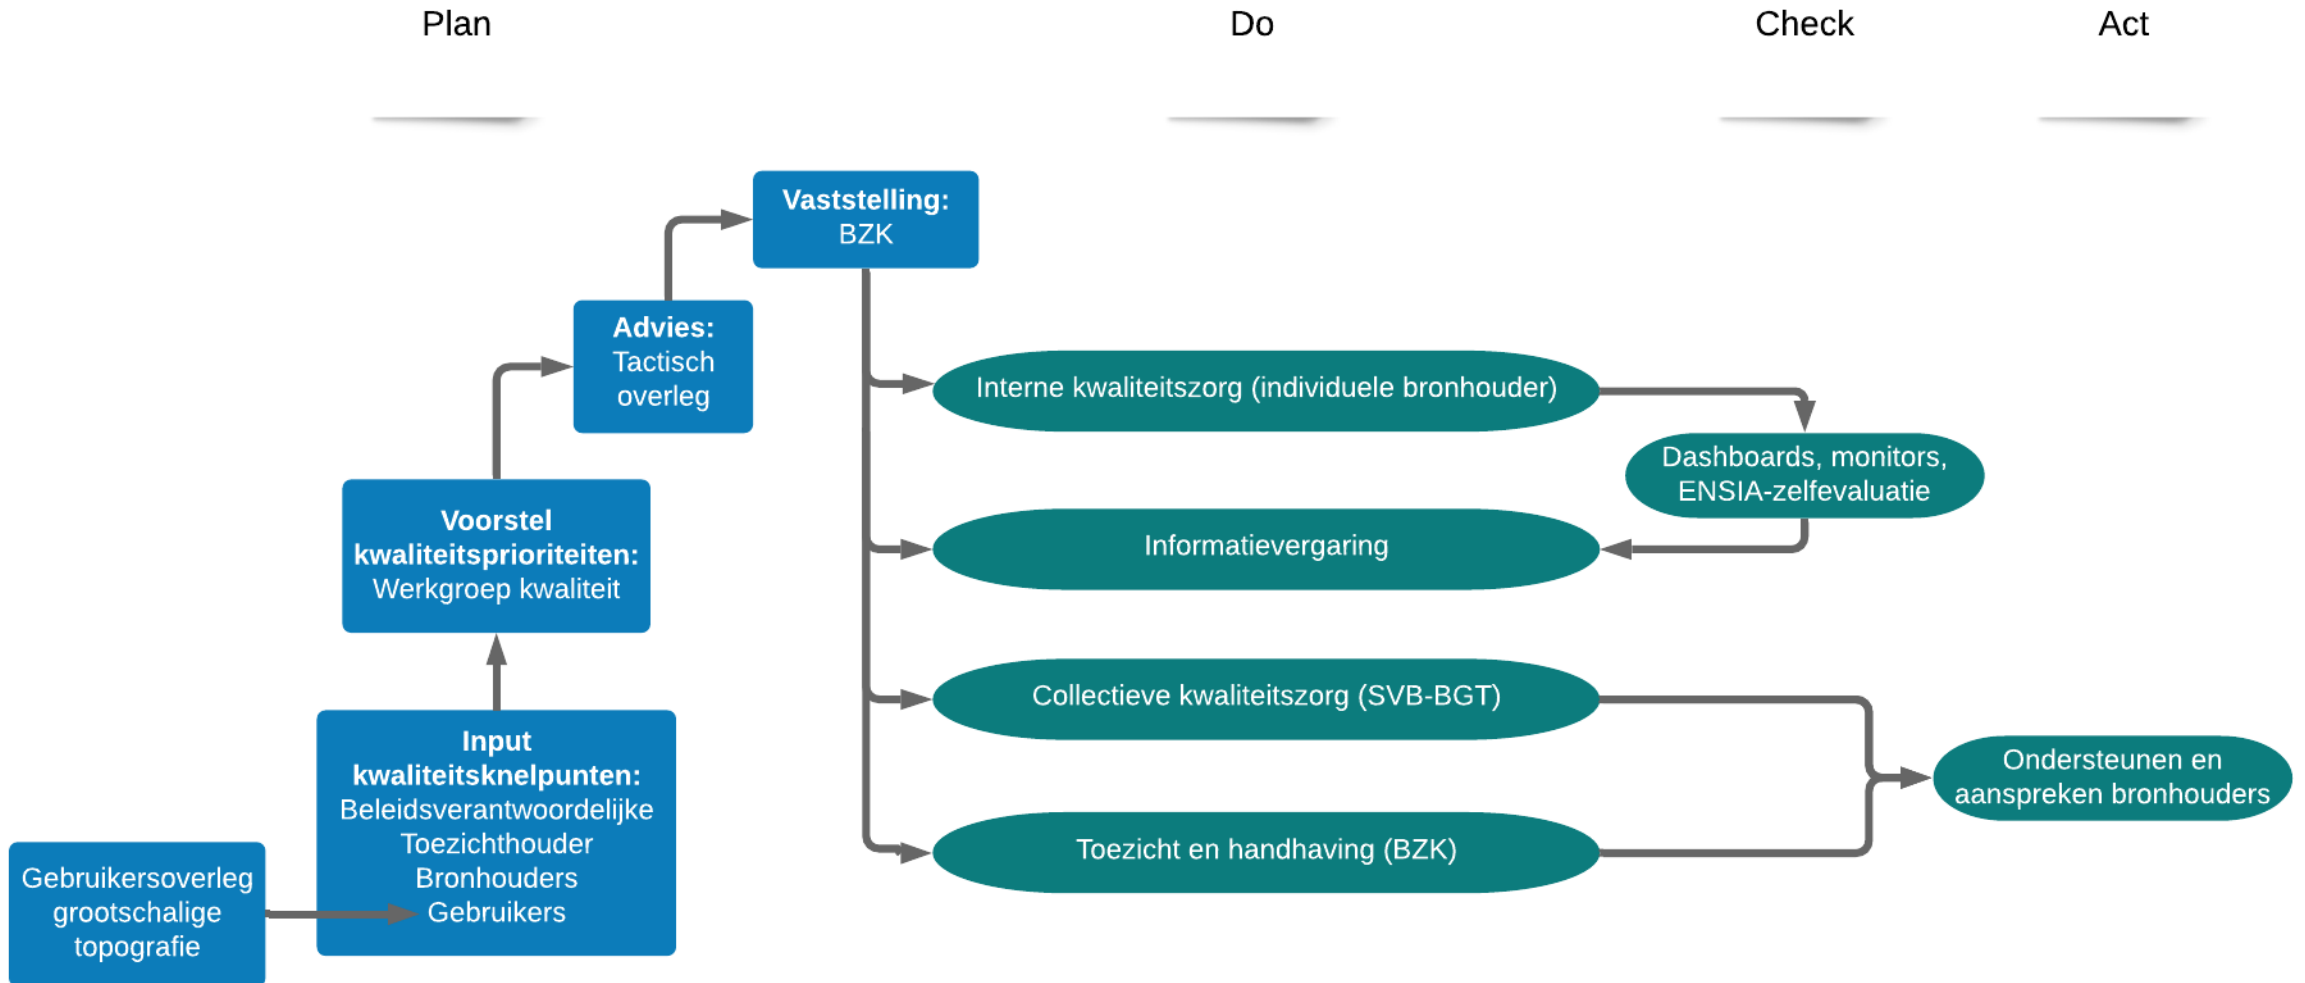 Plan
Do
Check
Act
Vaststelling:
BZK
Advies:
Tactisch
overleg
Voorstel
kwaliteitsprioriteiten:
Werkgroep kwaliteit
Input
kwaliteitsknelpunten:
Beleidsverantwoordelijke
Toezichthouder
Bronhouders
Gebruikers
Gebruikersoverleg
grootschalige
topografie
Interne kwaliteitszorg (individuele bronhouder)
Informatievergaring
Collectieve kwaliteitszorg (SVB-BGT)
Toezicht en handhaving (BZK)
Dashboards, monitors,
ENSIA-zelfevaluatie
Ondersteunen en
aanspreken bronhouders